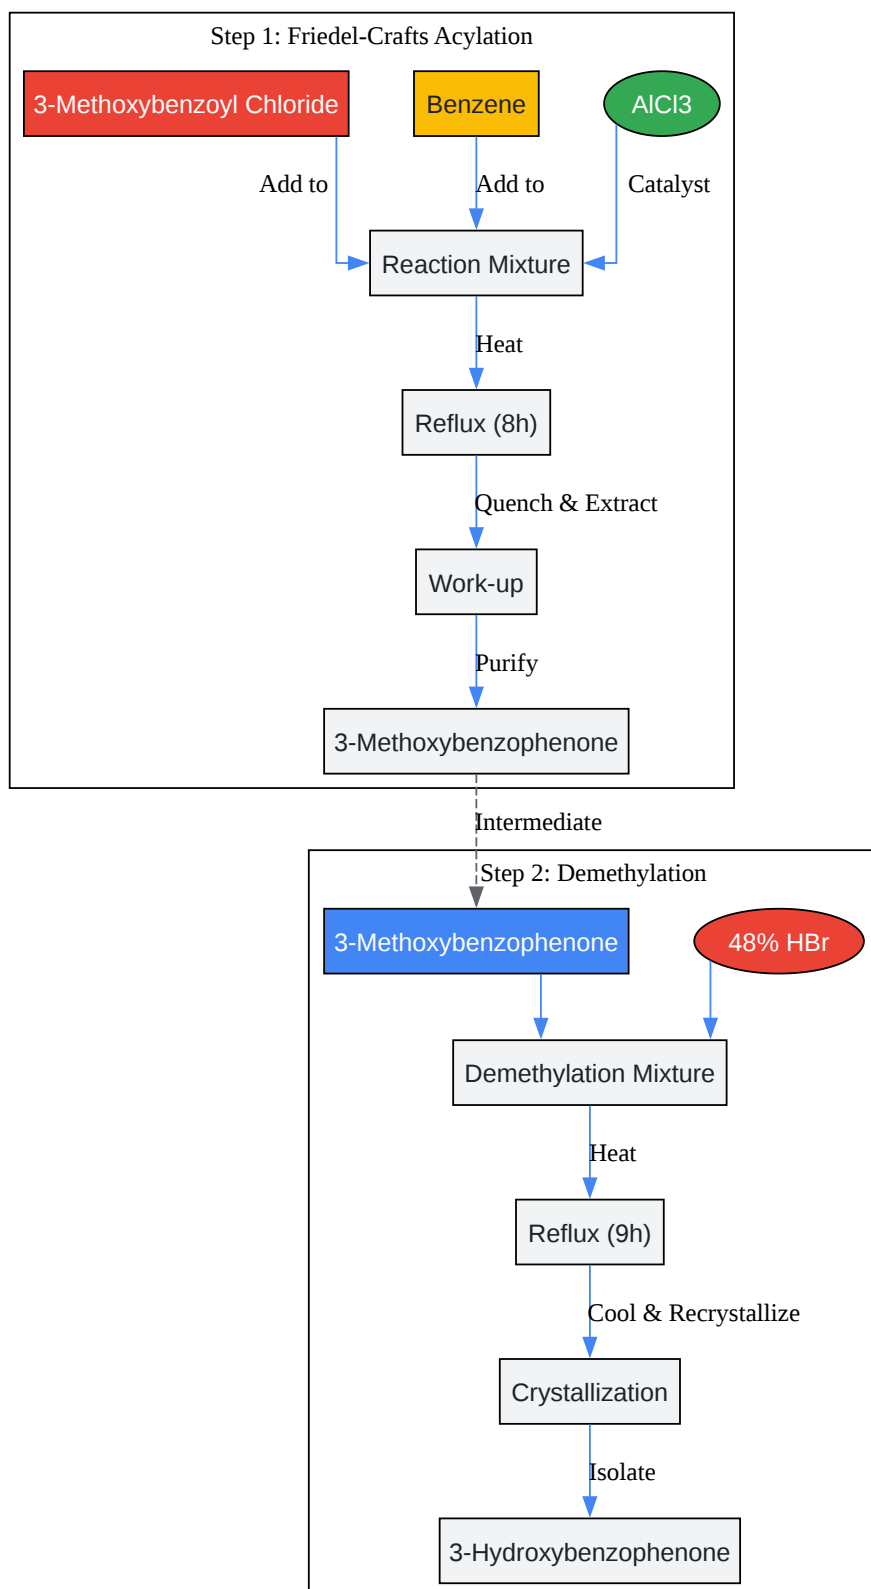 Step 1: Friedel-Crafts Acylation
3-Methoxybenzoyl Chloride
Benzene
AlCl3
Add to
Add to
Catalyst
Reaction Mixture
Heat
Reflux (8h)
Quench & Extract
Work-up
Purify
3-Methoxybenzophenone
Intermediate
Step 2: Demethylation
3-Methoxybenzophenone
48% HBr
Demethylation Mixture
Heat
Reflux (9h)
Cool & Recrystallize
Crystallization
Isolate
3-Hydroxybenzophenone